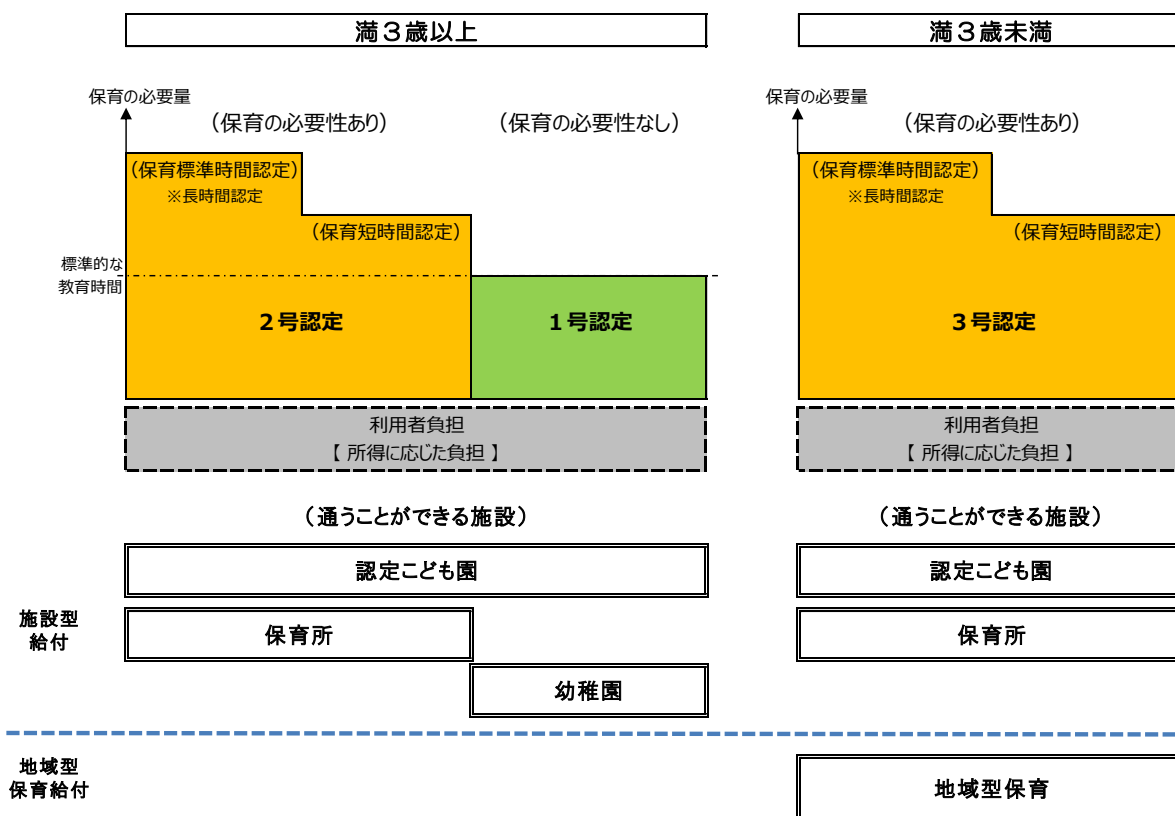 満３歳以上
満３歳未満
保育の必要量
（保育の必要性あり）
（保育の必要性なし）
（保育標準時間認定）
※長時間認定
（保育短時間認定）
標準的な
教育時間
２号認定
１号認定
利用者負担
【 所得に応じた負担 】
保育の必要量
（保育の必要性あり）
（保育標準時間認定）
※長時間認定
（保育短時間認定）
３号認定
利用者負担
【 所得に応じた負担 】
（通うことができる施設）
（通うことができる施設）
認定こども園
認定こども園
施設型
給付
保育所
保育所
幼稚園
地域型
保育給付
地域型保育